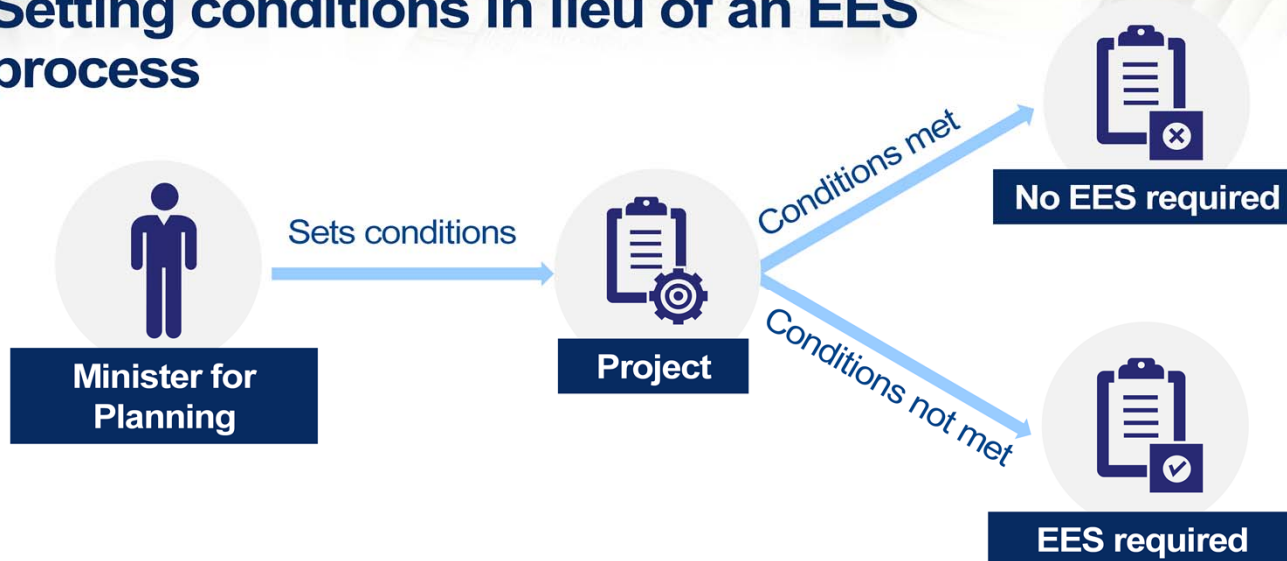 Setting conditions in lieu of an EES
process
Minister for
Planning
Sets conditions
Project
Conditions met
No EES required
Conditions not met
EES required